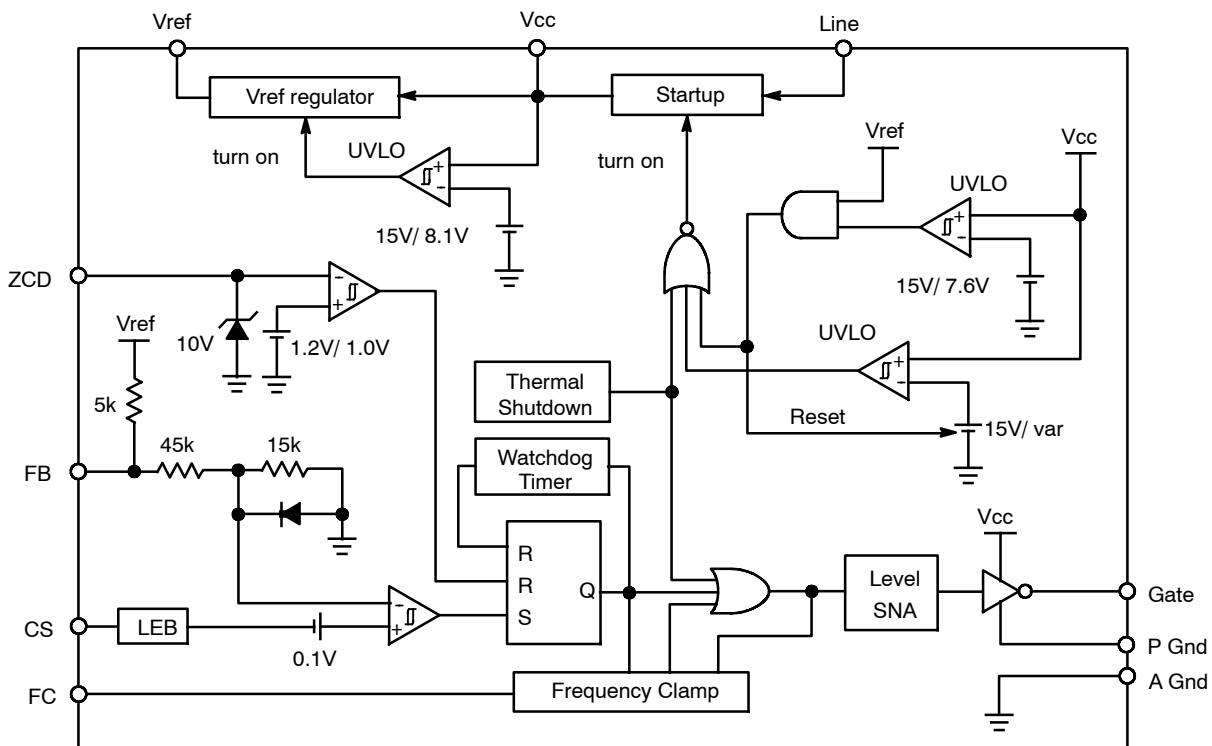 Vref
Vcc
Line
Vref regulator
Startup
turn on
UVLO
turn on
Vref
Vcc
UVLO
15V/ 8.1V
+
-
+
-
15V/ 7.6V
ZCD
-
+
Vref
10V
1.2V/ 1.0V
UVLO
+
-
5k
Thermal
Shutdown
Reset
15V/ var
45k
15k
FB
Watchdog
Timer
Vcc
R
R
Q
S
Level
SNA
Gate
-
+
CS
LEB
0.1V
P Gnd
FC
Frequency Clamp
A Gnd